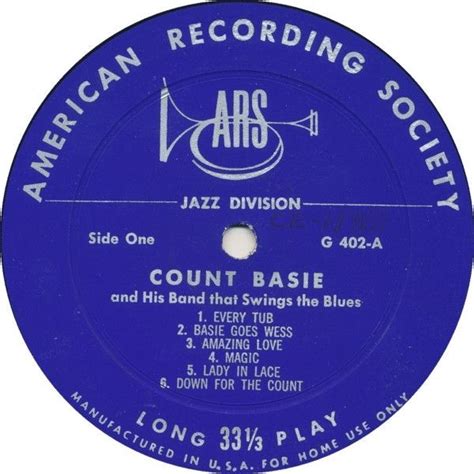 AMERICAN RECORDING SOCIETY
ARS
JAZZ DIVISION
Side One
G 402-A
COUNT BASIE
and His Band that Swings the Blues
1. EVERY TUB
2. BASIE GOES WESS
3. AMAZING LOVE
4. MAGIC
5. LADY IN LACE
6. DOWN FOR THE COUNT
LONG 33⅓ PLAY
MANUFACTURED IN U.S.A. FOR HOME USE ONLY